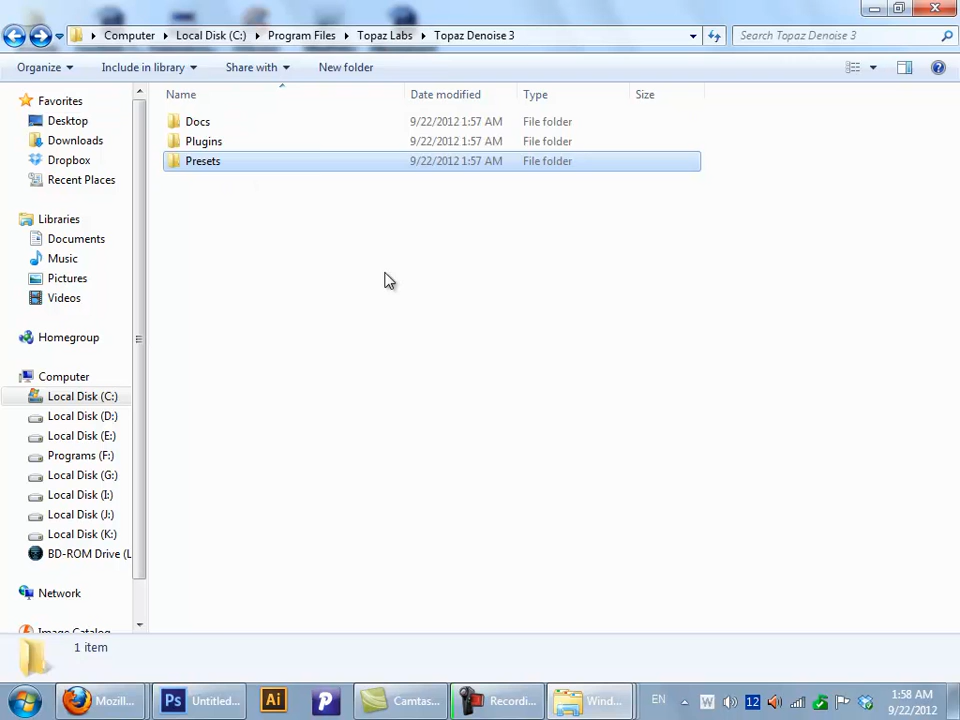 Computer Local Disk (C:) Program Files Topaz Labs Topaz Denoise 3 Search Topaz Denoise 3
Organize Include in library Share with New folder
Name Date modified Type Size
Docs 9/22/2012 1:57 AM File folder
Plugins 9/22/2012 1:57 AM File folder
Presets 9/22/2012 1:57 AM File folder
Favorites
Desktop
Downloads
Dropbox
Recent Places
Libraries
Documents
Music
Pictures
Videos
Homegroup
Computer
Local Disk (C:)
Local Disk (D:)
Local Disk (E:)
Programs (F:)
Local Disk (G:)
Local Disk (I:)
Local Disk (J:)
Local Disk (K:)
BD-ROM Drive (L
Network
Image Catalog
1 item
Mozill... Ps Untitled... Ai P Camtas... Recordi... Wind... EN W 12 1:58 AM
9/22/2012